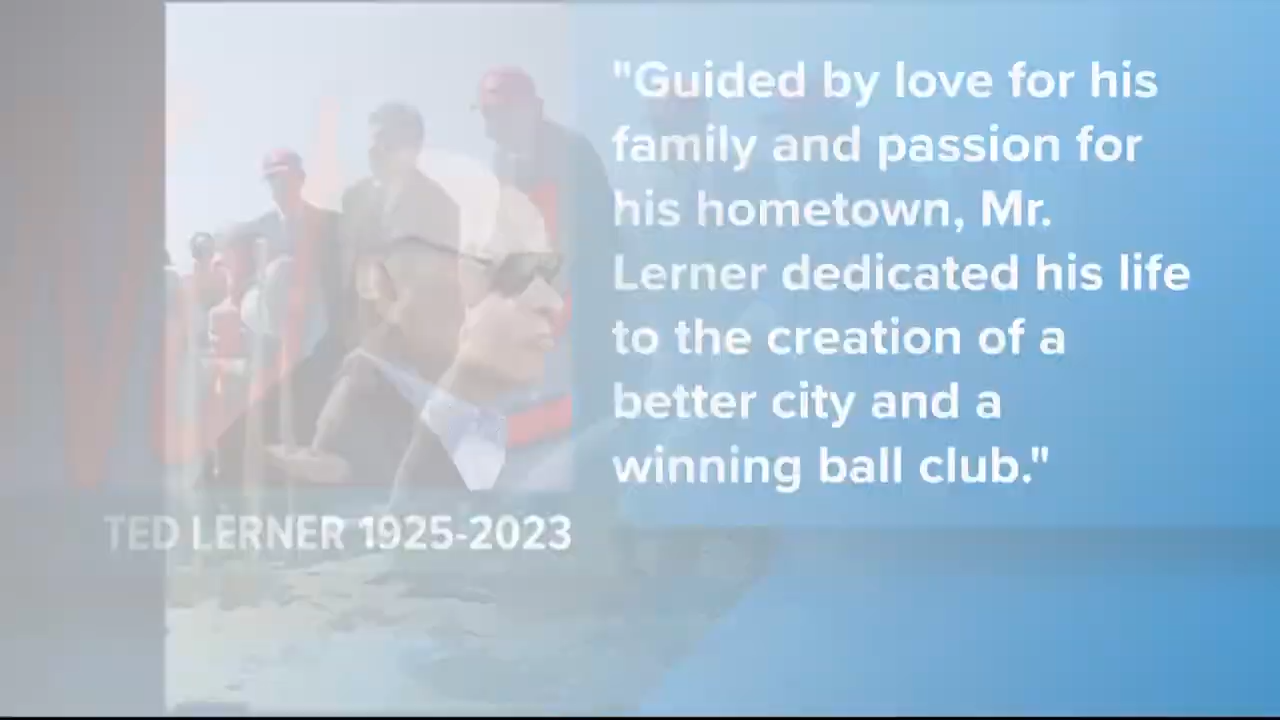 "Guided by love for his
family and passion for
his hometown, Mr.
Lerner dedicated his life
to the creation of a
better city and a
winning ball club."
TED LERNER 1925-2023